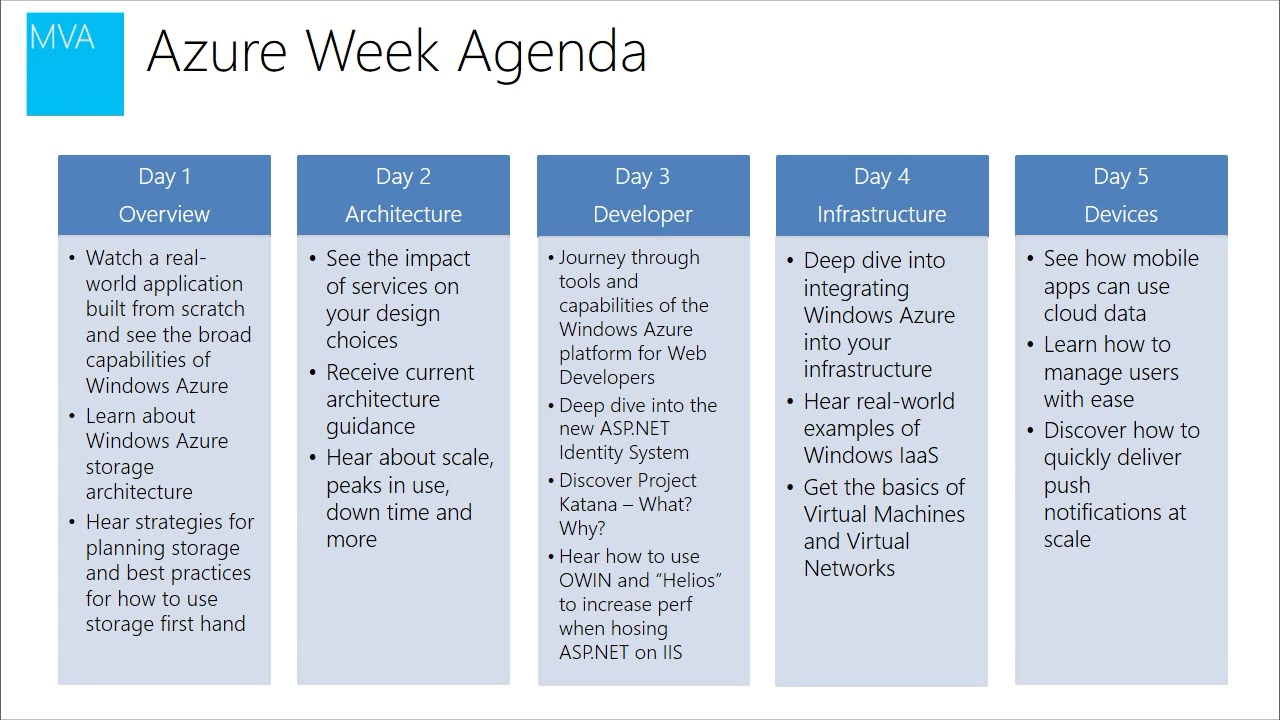 MVA
Azure Week Agenda
Day 1
Overview
• Watch a real-
world application
built from scratch
and see the broad
capabilities of
Windows Azure
• Learn about
Windows Azure
storage
architecture
• Hear strategies for
planning storage
and best practices
for how to use
storage first hand
Day 2
Architecture
• See the impact
of services on
your design
choices
• Receive current
architecture
guidance
• Hear about scale,
peaks in use,
down time and
more
Day 3
Developer
• Journey through
tools and
capabilities of the
Windows Azure
platform for Web
Developers
• Deep dive into the
new ASP.NET
Identity System
• Discover Project
Katana – What?
Why?
• Hear how to use
OWIN and “Helios”
to increase perf
when hosing
ASP.NET on IIS
Day 4
Infrastructure
• Deep dive into
integrating
Windows Azure
into your
infrastructure
• Hear real-world
examples of
Windows IaaS
• Get the basics of
Virtual Machines
and Virtual
Networks
Day 5
Devices
• See how mobile
apps can use
cloud data
• Learn how to
manage users
with ease
• Discover how to
quickly deliver
push
notifications at
scale